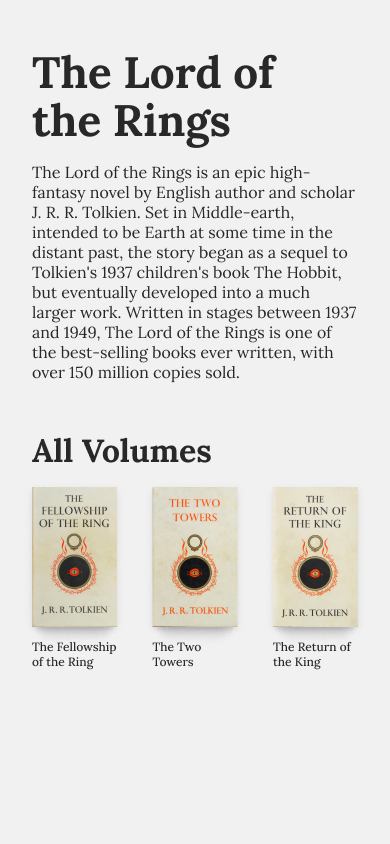 The Lord of
the Rings
The Lord of the Rings is an epic high-
fantasy novel by English author and scholar
J. R. R. Tolkien. Set in Middle-earth,
intended to be Earth at some time in the
distant past, the story began as a sequel to
Tolkien's 1937 children's book The Hobbit,
but eventually developed into a much
larger work. Written in stages between 1937
and 1949, The Lord of the Rings is one of
the best-selling books ever written, with
over 150 million copies sold.
All Volumes
THE
FELLOWSHIP
OF THE RING
J. R. R. TOLKIEN
The Fellowship
of the Ring
THE TWO
TOWERS
J. R. R. TOLKIEN
The Two
Towers
THE
RETURN OF
THE KING
J. R. R. TOLKIEN
The Return of
the King